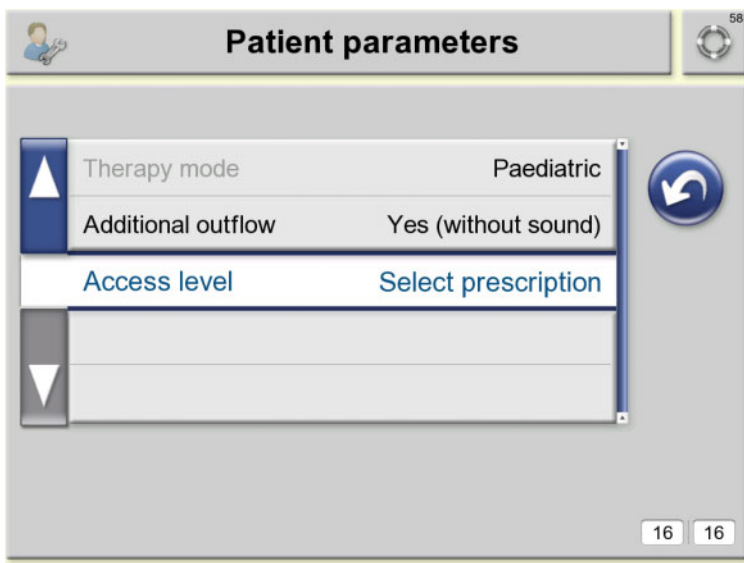 Patient parameters
58
Therapy mode Paediatric
Additional outflow Yes (without sound)
Access level Select prescription
16 16